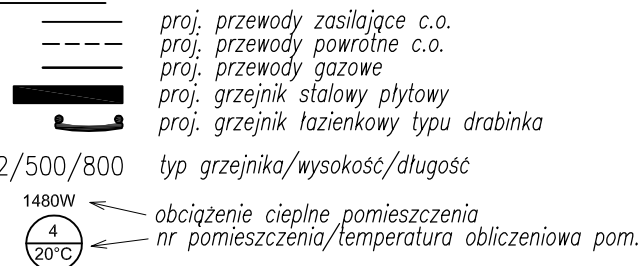 proj. przewody zasilające c.o.
proj. przewody powrotne c.o.
proj. przewody gazowe
proj. grzejnik stalowy płytowy
proj. grzejnik łazienkowy typu drabinka
2/500/800 typ grzejnika/wysokość/długość
1480W
obciążenie cieplne pomieszczenia
4
nr pomieszczenia/temperatura obliczeniowa pom.
20°C